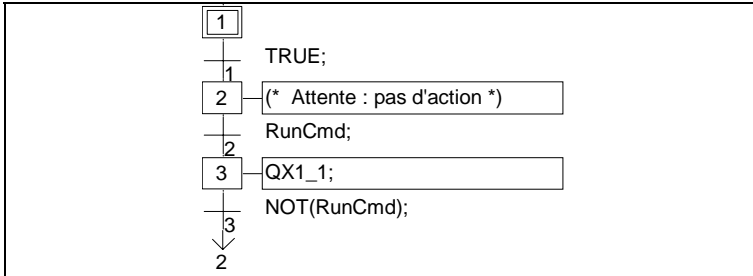 1
TRUE;
1
2 (* Attente : pas d'action *)
RunCmd;
2
3 QX1_1;
NOT(RunCmd);
3
2